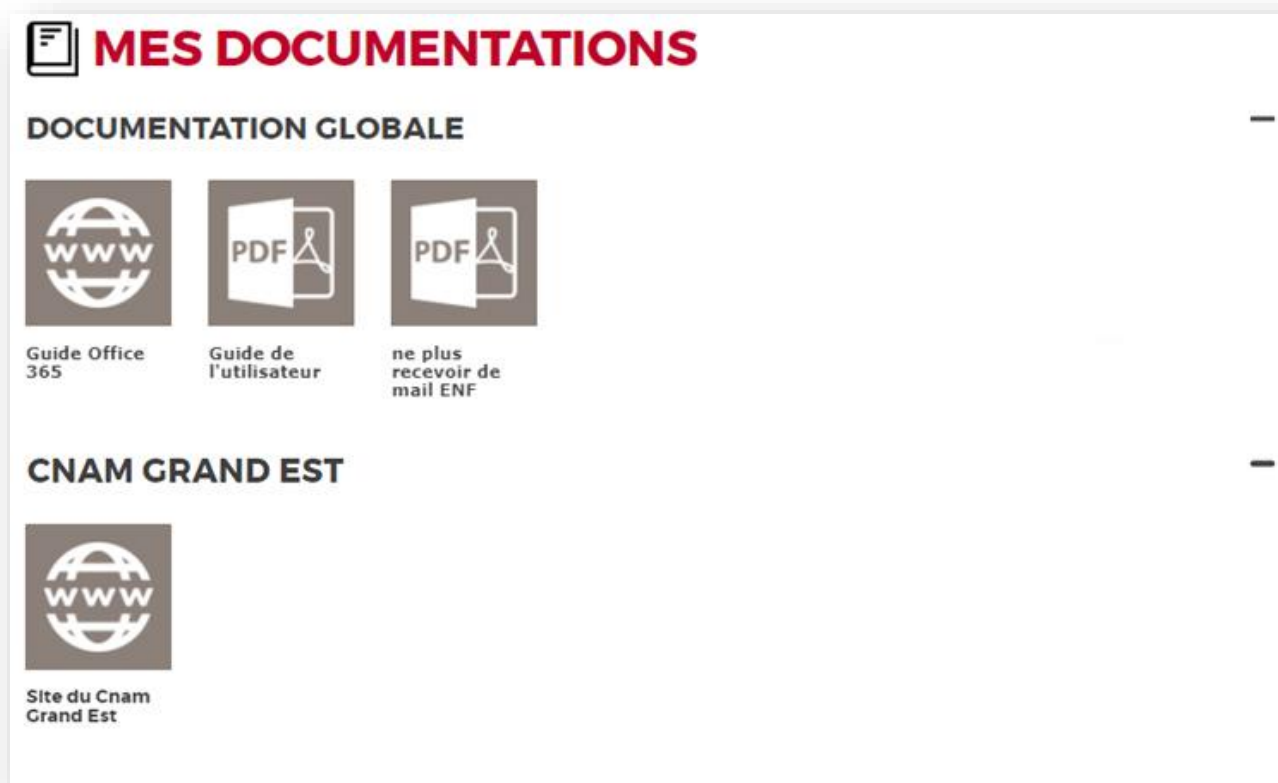 MES DOCUMENTATIONS
DOCUMENTATION GLOBALE
www
PDF
PDF
Guide Office
365
Guide de
l'utilisateur
ne plus
recevoir de
mail ENF
CNAM GRAND EST
www
Site du Cnam
Grand Est